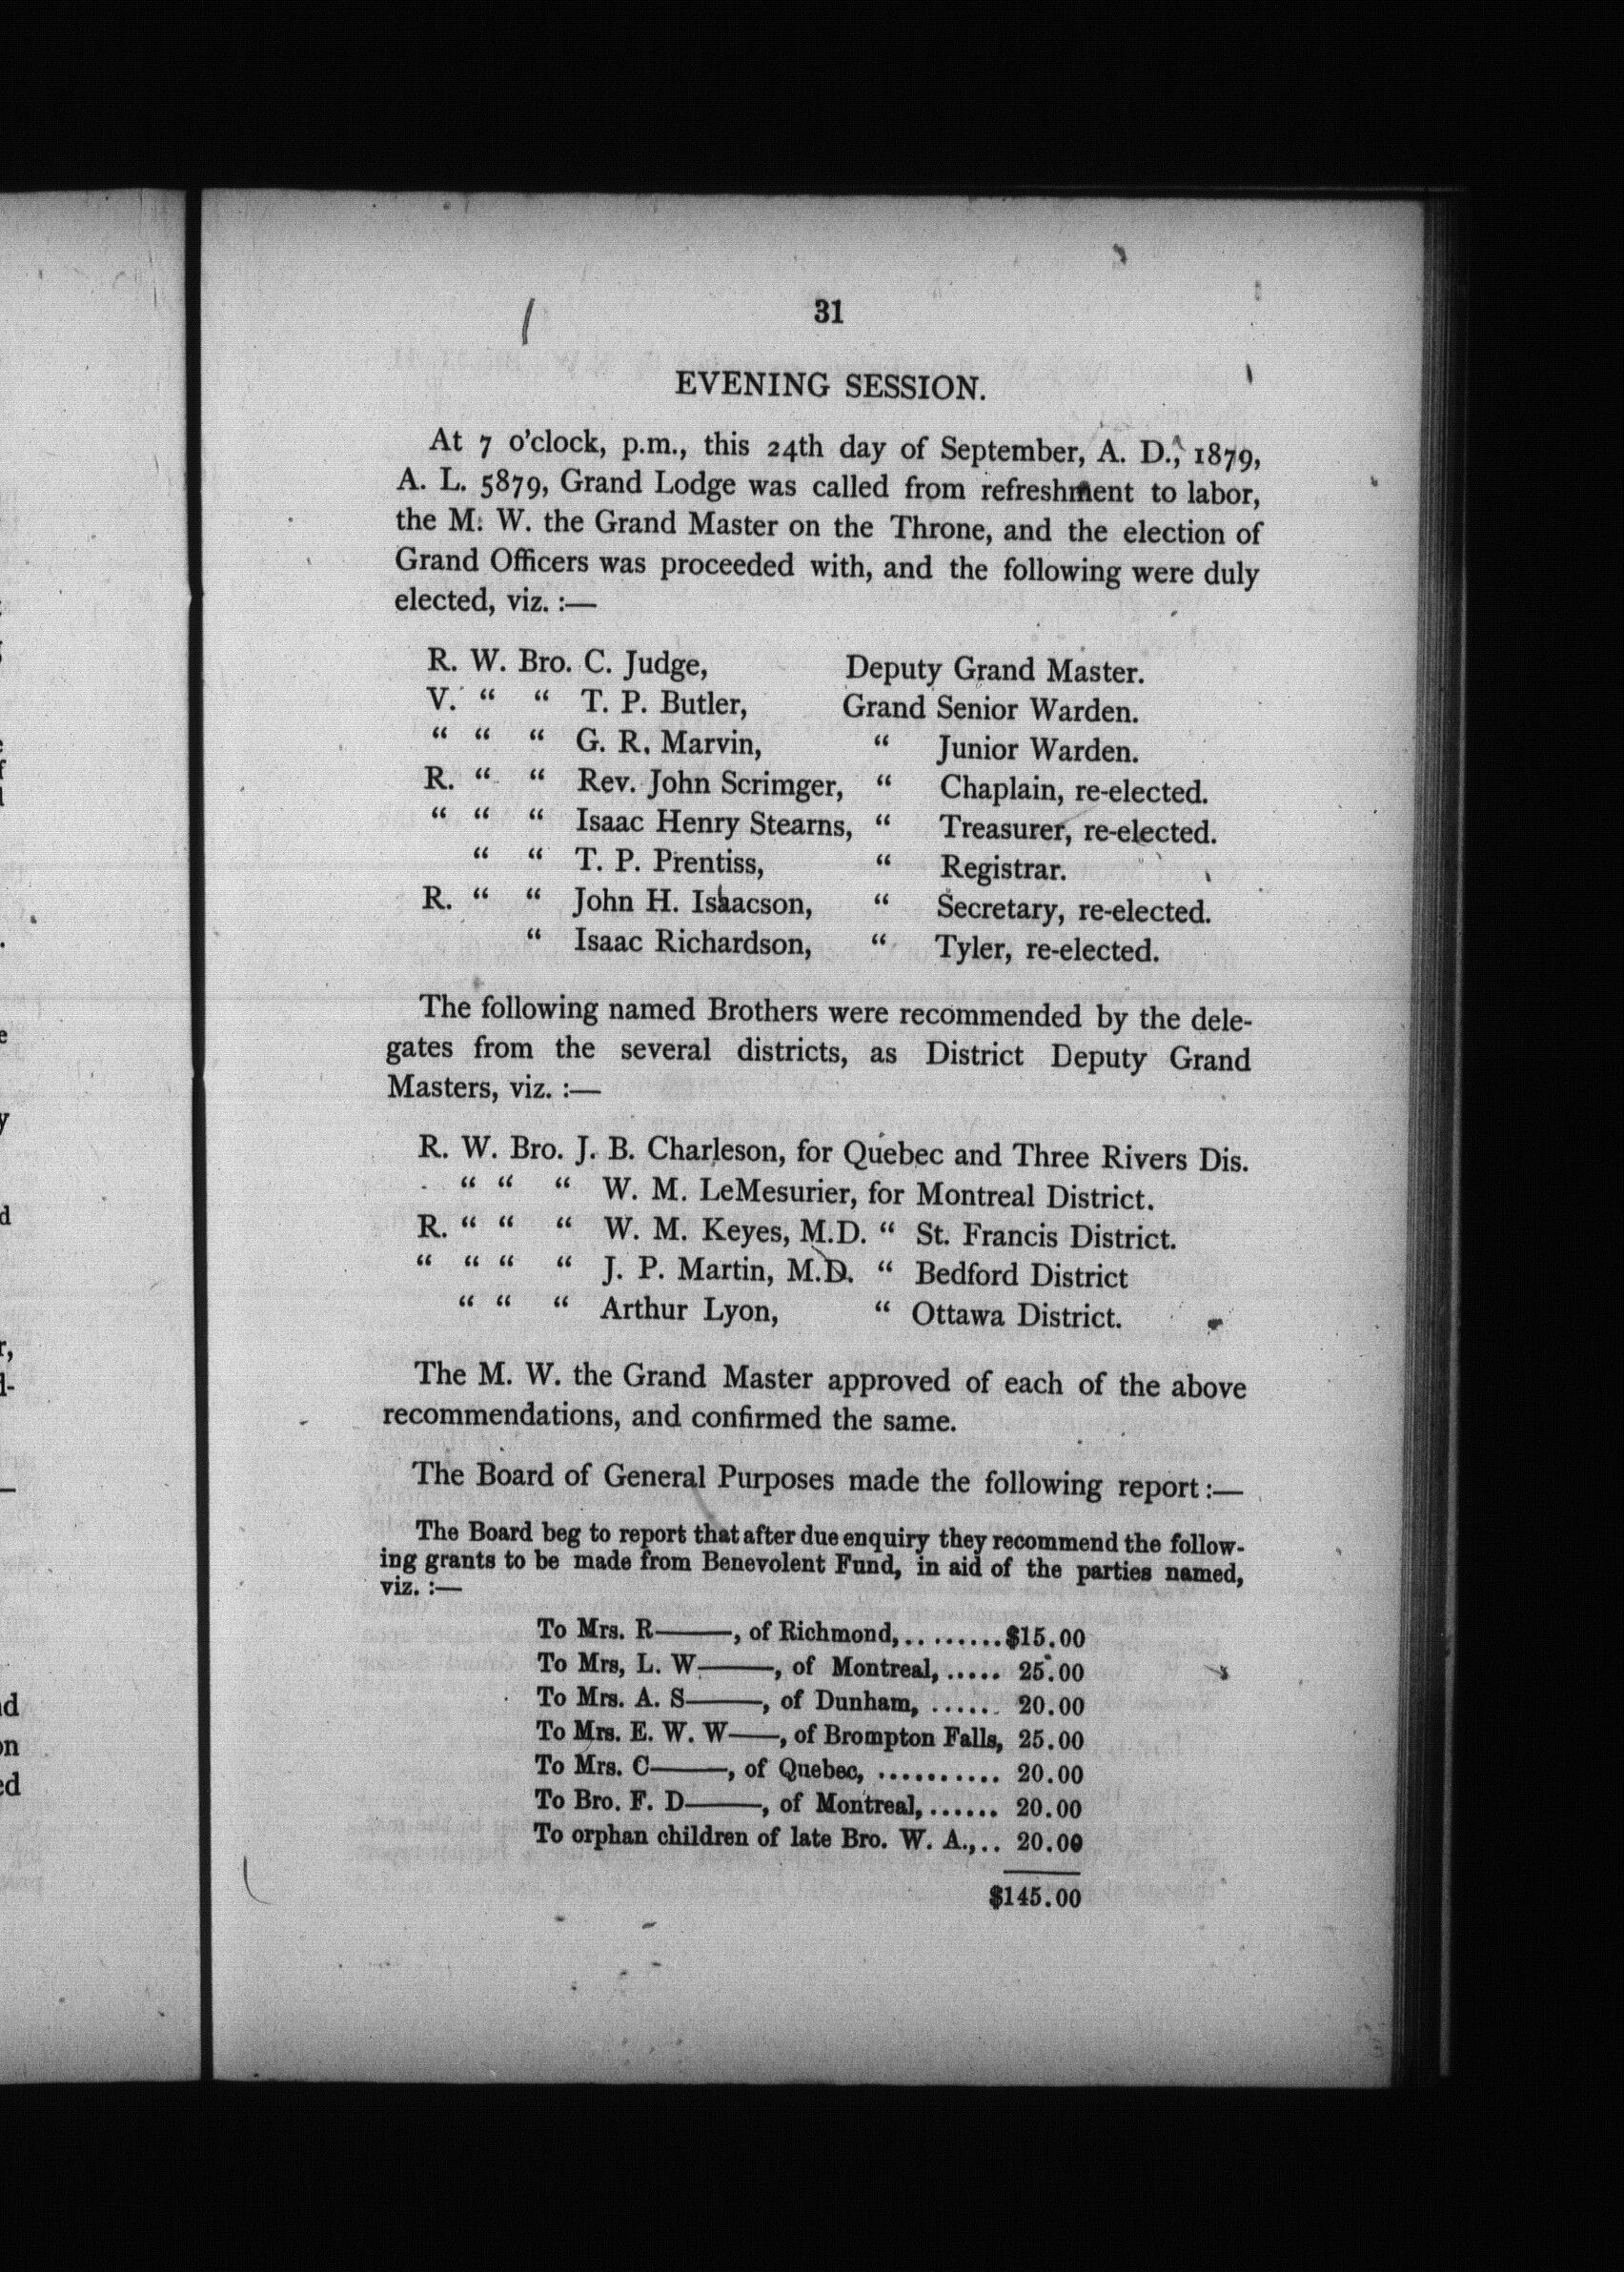 31
EVENING SESSION.
At 7 o'clock, p.m., this 24th day of September, A. D., 1879,
A. L. 5879, Grand Lodge was called from refreshment to labor,
the M. W. the Grand Master on the Throne, and the election of
Grand Officers was proceeded with, and the following were duly
elected, viz. :—
R. W. Bro. C. Judge, Deputy Grand Master.
V. “ “ T. P. Butler, Grand Senior Warden.
“ “ “ G. R. Marvin, “ Junior Warden.
R. “ “ Rev. John Scrimger, “ Chaplain, re-elected.
“ “ “ Isaac Henry Stearns, “ Treasurer, re-elected.
“ “ T. P. Prentiss, “ Registrar.
R. “ “ John H. Isaacson, “ Secretary, re-elected.
“ Isaac Richardson, “ Tyler, re-elected.
The following named Brothers were recommended by the dele-
gates from the several districts, as District Deputy Grand
Masters, viz. :—
R. W. Bro. J. B. Charleson, for Quebec and Three Rivers Dis.
“ “ “ W. M. LeMesurier, for Montreal District.
R. “ “ “ W. M. Keyes, M.D. “ St. Francis District.
“ “ “ “ J. P. Martin, M.D. “ Bedford District
“ “ “ Arthur Lyon, “ Ottawa District.
The M. W. the Grand Master approved of each of the above
recommendations, and confirmed the same.
The Board of General Purposes made the following report :—
The Board beg to report that after due enquiry they recommend the follow-
ing grants to be made from Benevolent Fund, in aid of the parties named,
viz. :—
To Mrs. R———, of Richmond,.........$15.00
To Mrs, L. W———, of Montreal,..... 25.00
To Mrs. A. S———, of Dunham, ...... 20.00
To Mrs. E. W. W——, of Brompton Falls, 25.00
To Mrs. C———, of Quebec, .......... 20.00
To Bro. F. D———, of Montreal,...... 20.00
To orphan children of late Bro. W. A.,.. 20.00
$145.00